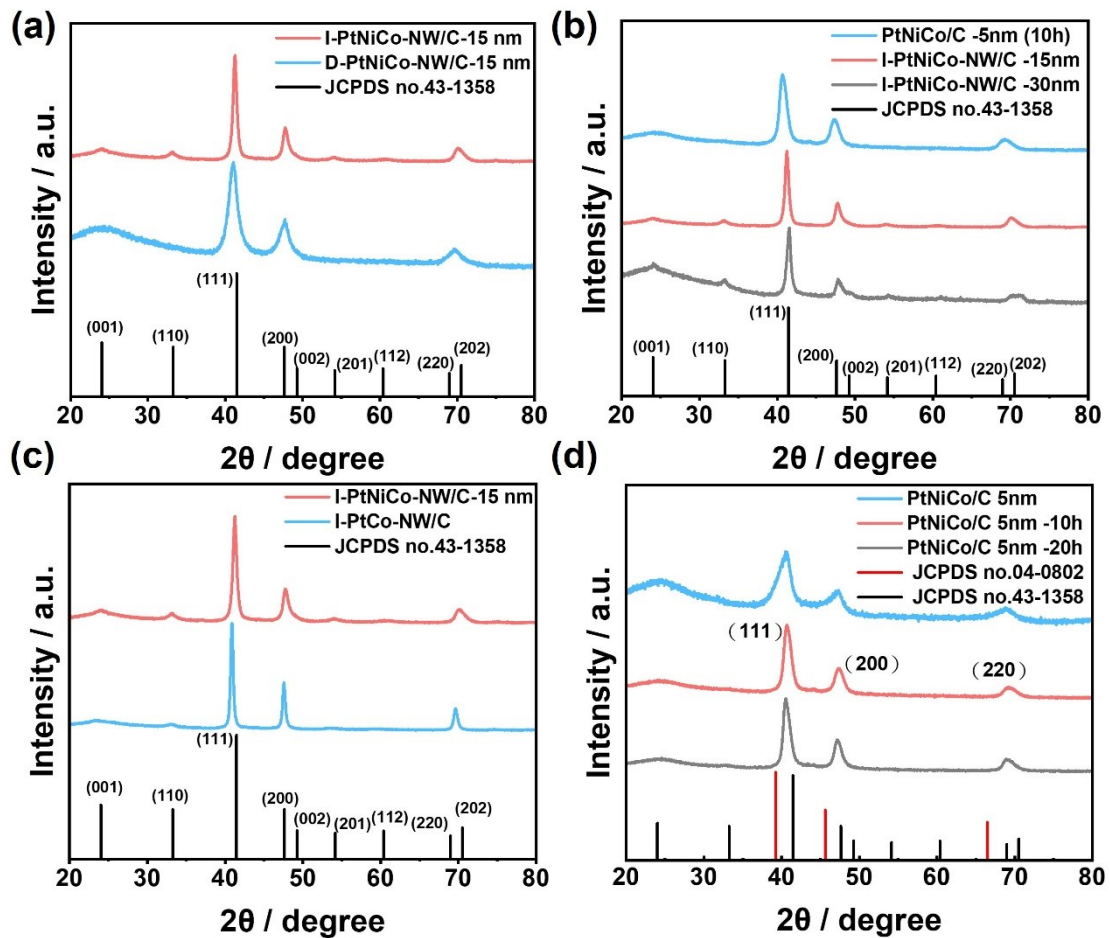 (a)
I-PtNiCo-NW/C-15 nm
D-PtNiCo-NW/C-15 nm
JCPDS no.43-1358
Intensity / a.u.
(111)
(001)
(110)
(200)
(002)
(201)
(112)
(220)
(202)
20 30 40 50 60 70 80
2θ / degree
(b)
PtNiCo/C -5nm (10h)
I-PtNiCo-NW/C -15nm
I-PtNiCo-NW/C -30nm
JCPDS no.43-1358
Intensity / a.u.
(111)
(001)
(110)
(200)
(002)
(201)
(112)
(220)
(202)
20 30 40 50 60 70 80
2θ / degree
(c)
I-PtNiCo-NW/C-15 nm
I-PtCo-NW/C
JCPDS no.43-1358
Intensity / a.u.
(111)
(001)
(110)
(200)
(002)
(201)
(112)
(220)
(202)
20 30 40 50 60 70 80
2θ / degree
(d)
PtNiCo/C 5nm
PtNiCo/C 5nm -10h
PtNiCo/C 5nm -20h
JCPDS no.04-0802
JCPDS no.43-1358
Intensity / a.u.
（111）
（200）
（220）
20 30 40 50 60 70 80
2θ / degree